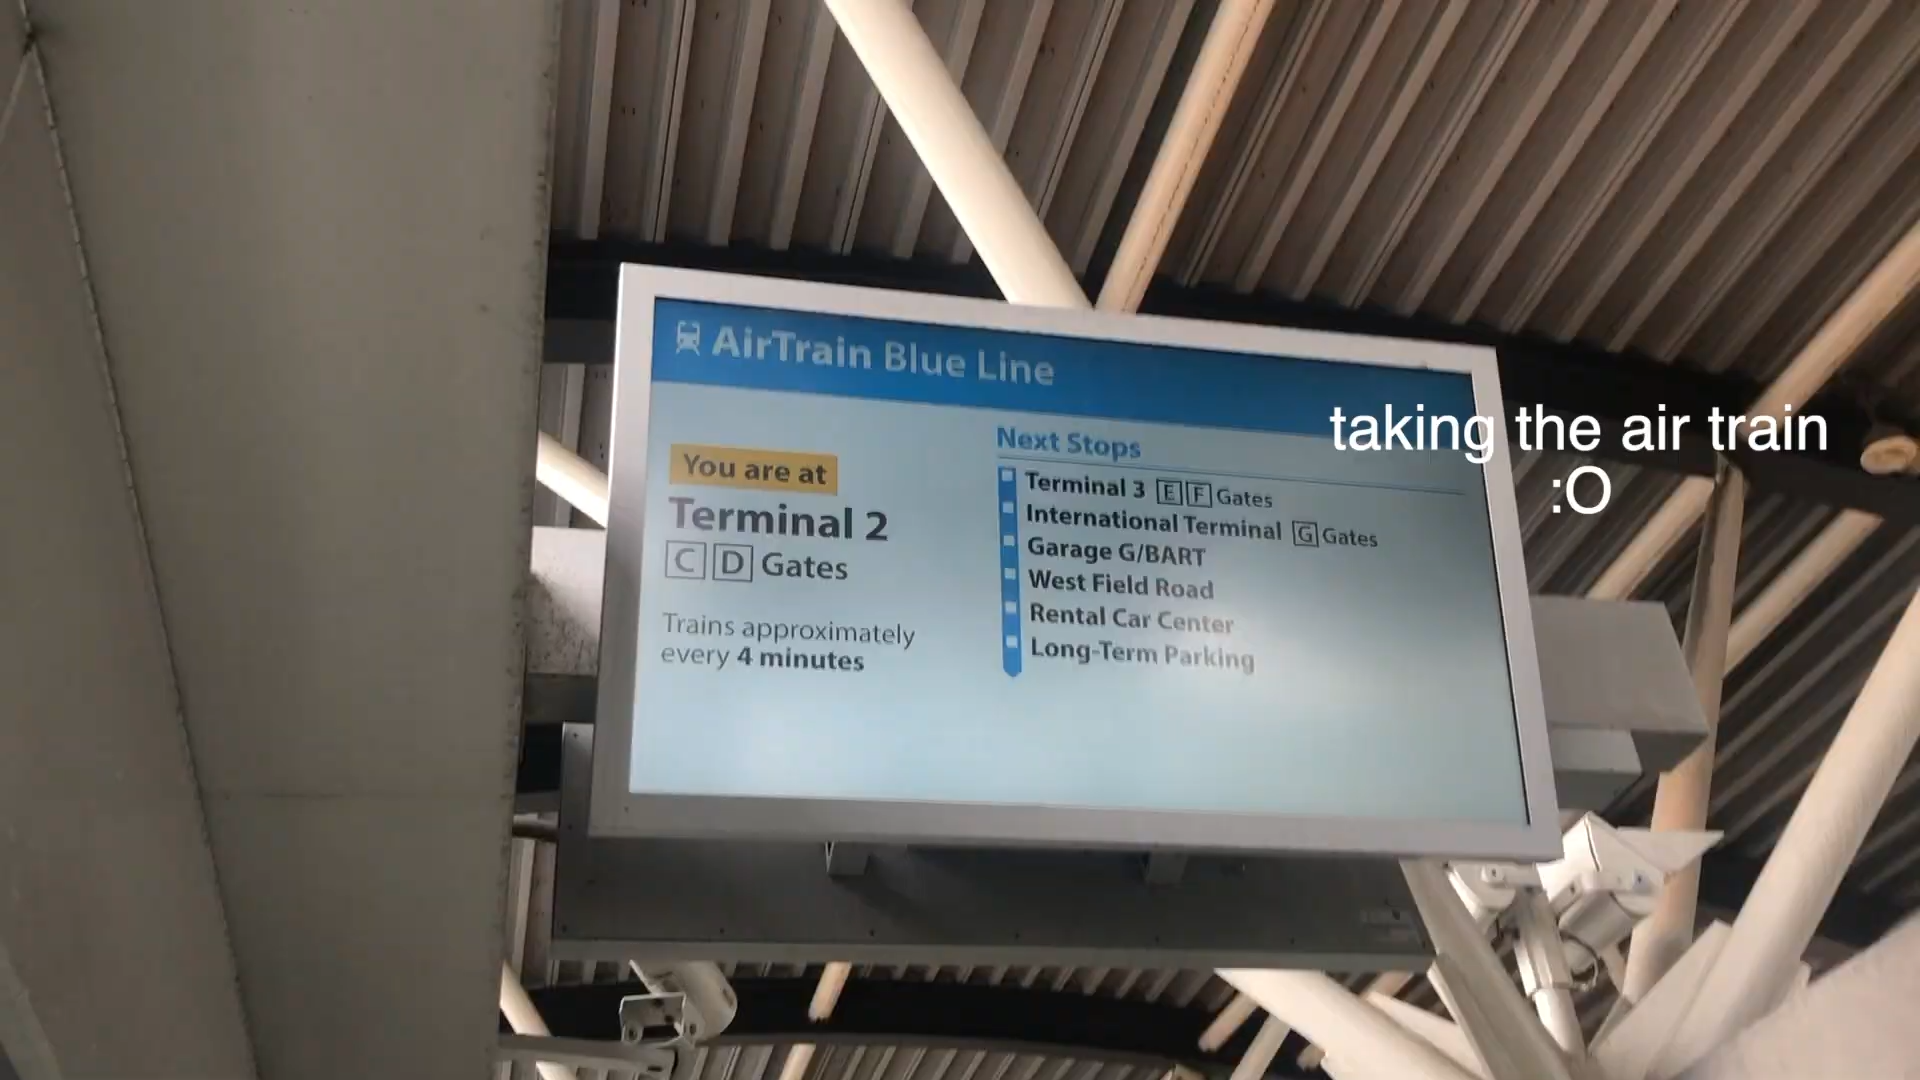 AirTrain Blue Line
You are at
Terminal 2
C D Gates
Trains approximately
every 4 minutes
Next Stops
Terminal 3 E F Gates
International Terminal G Gates
Garage G/BART
West Field Road
Rental Car Center
Long-Term Parking
taking the air train
:O